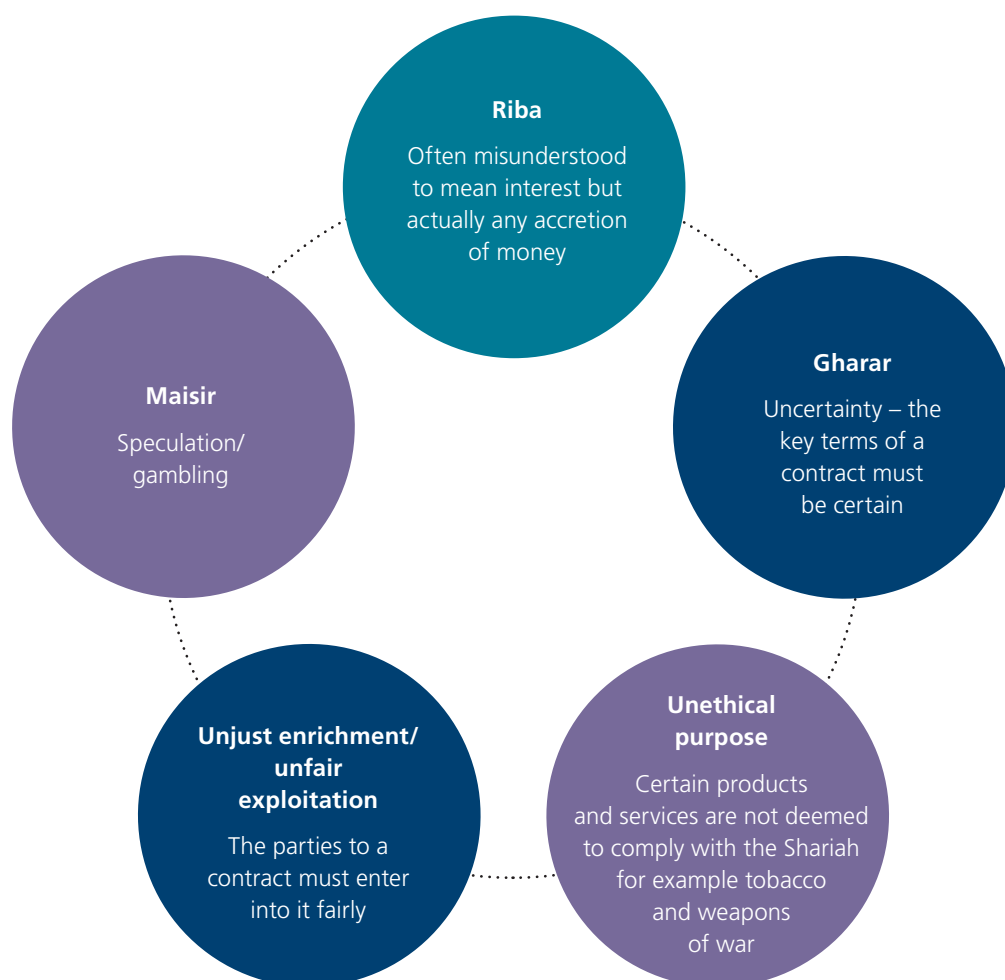 Riba
Often misunderstood
to mean interest but
actually any accretion
of money
Gharar
Uncertainty – the
key terms of a
contract must
be certain
Unethical
purpose
Certain products
and services are not deemed
to comply with the Shariah
for example tobacco
and weapons
of war
Unjust enrichment/
unfair
exploitation
The parties to a
contract must enter
into it fairly
Maisir
Speculation/
gambling